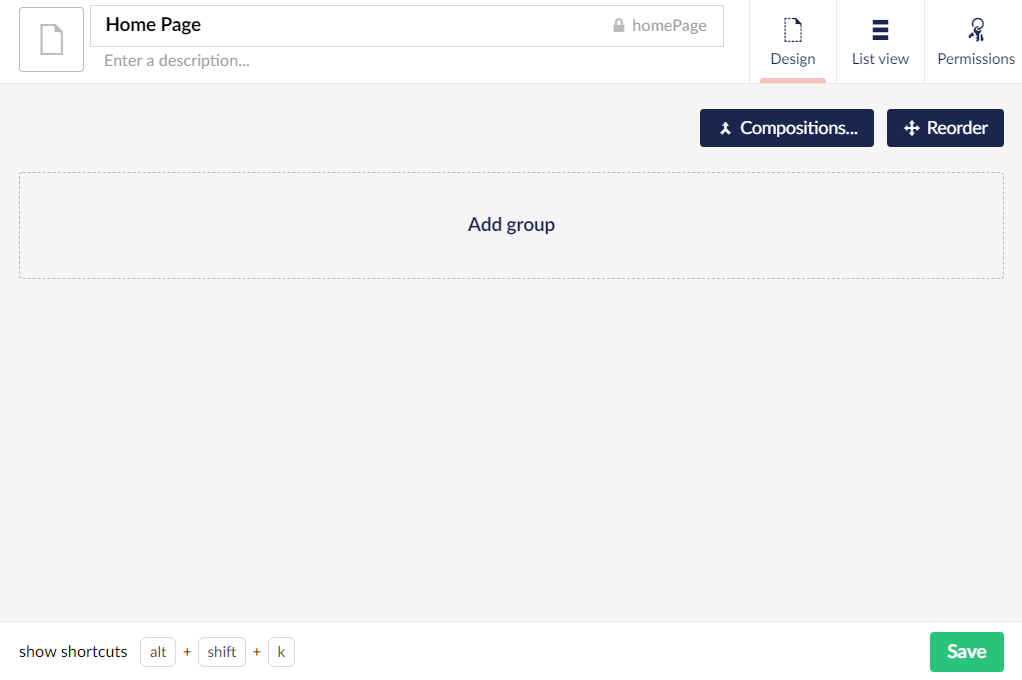 Home Page
homePage
Enter a description...
Design
List view
Permissions
Compositions...
Reorder
Add group
show shortcuts alt + shift + k
Save